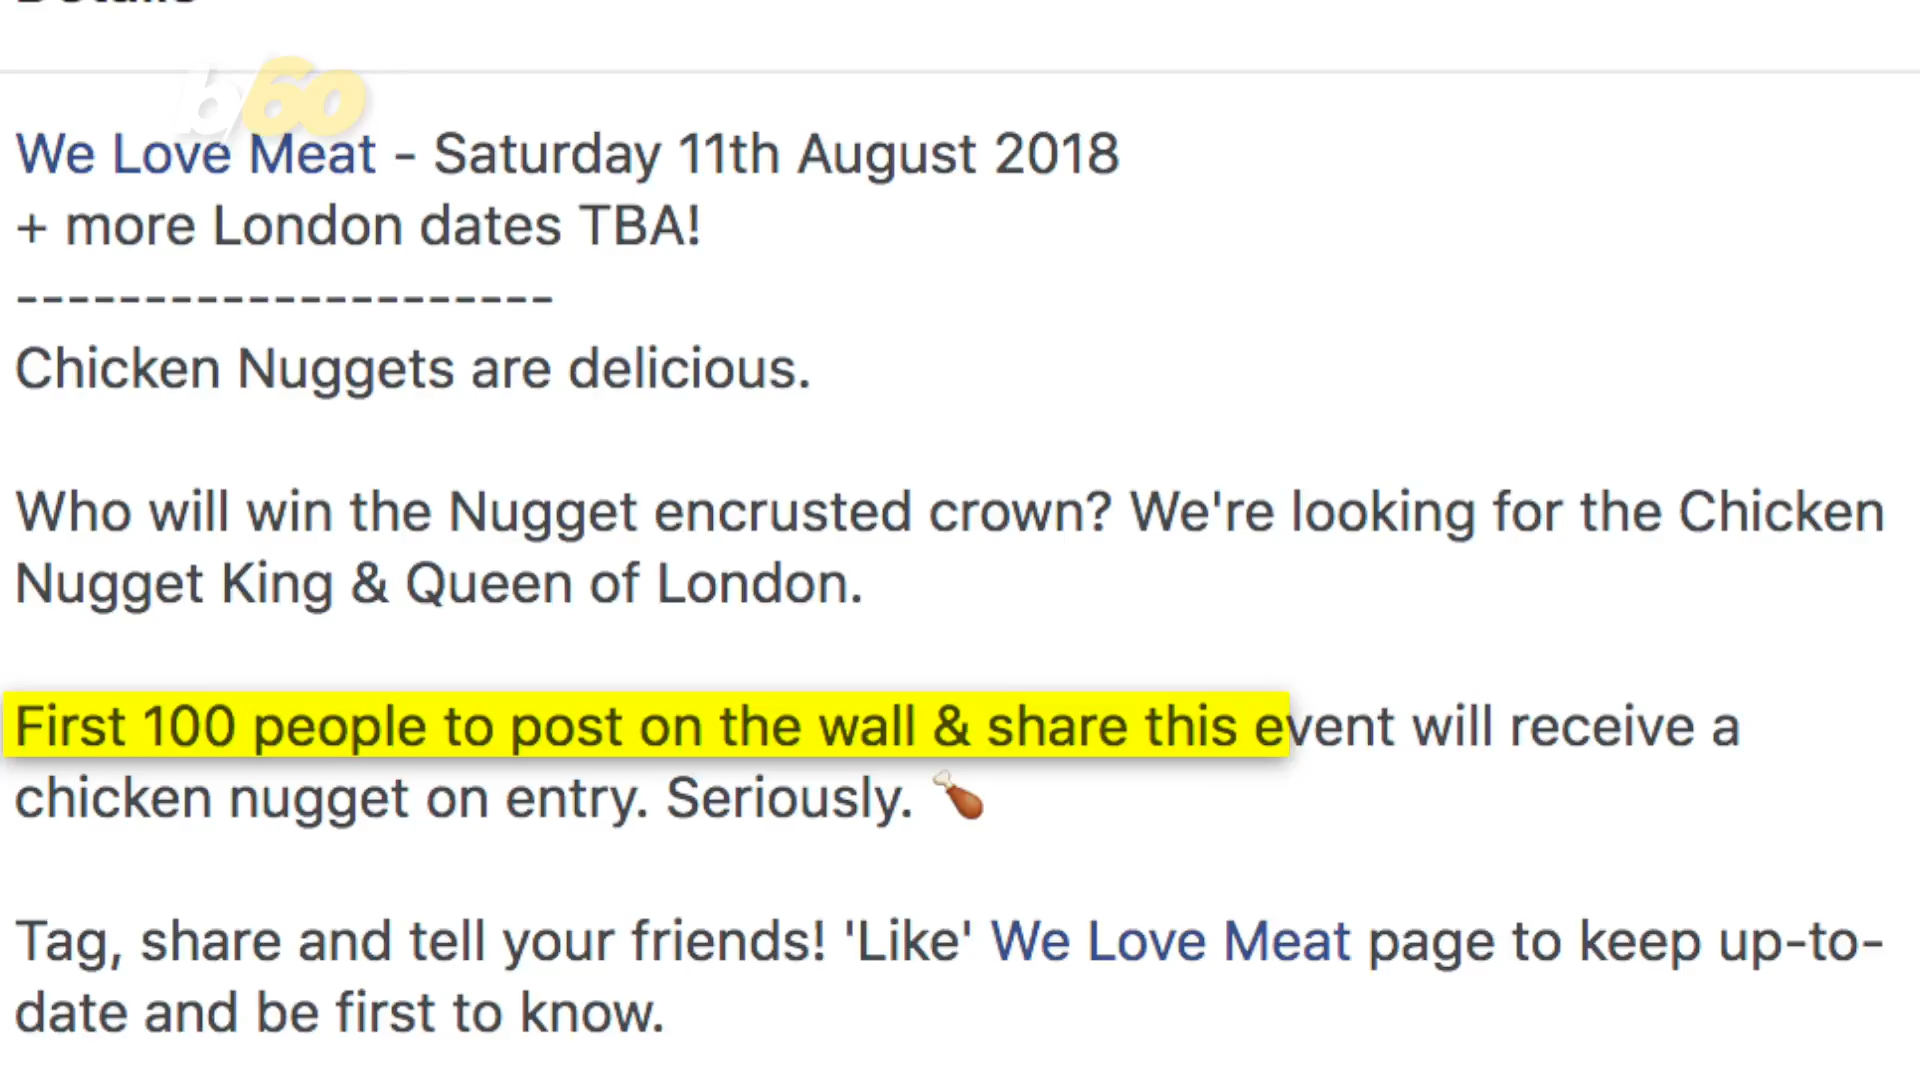 Details
b/60
We Love Meat - Saturday 11th August 2018
+ more London dates TBA!
---------------------
Chicken Nuggets are delicious.
Who will win the Nugget encrusted crown? We're looking for the Chicken
Nugget King & Queen of London.
First 100 people to post on the wall & share this event will receive a
chicken nugget on entry. Seriously. 🍗
Tag, share and tell your friends! 'Like' We Love Meat page to keep up-to-
date and be first to know.